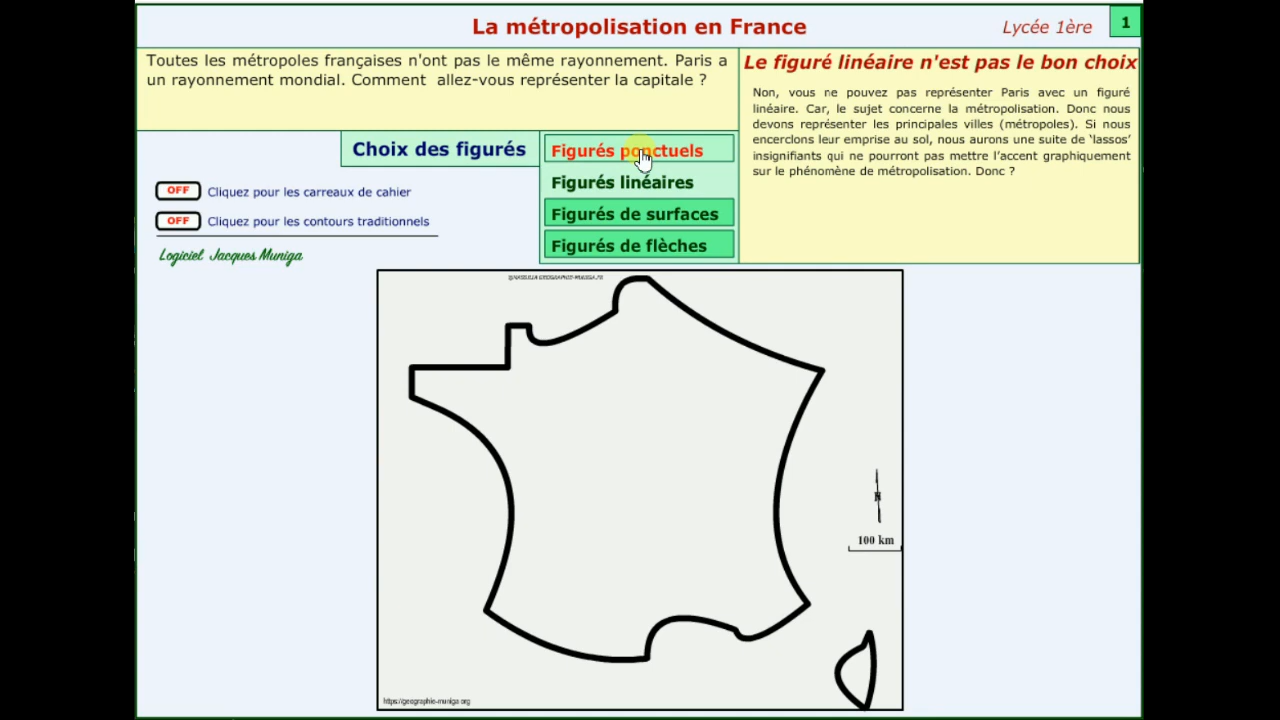 La métropolisation en France
Lycée 1ère
1
Toutes les métropoles françaises n'ont pas le même rayonnement. Paris a
un rayonnement mondial. Comment allez-vous représenter la capitale ?
Le figuré linéaire n'est pas le bon choix
Non, vous ne pouvez pas représenter Paris avec un figuré
linéaire. Car, le sujet concerne la métropolisation. Donc nous
devons représenter les principales villes (métropoles). Si nous
encerclons leur emprise au sol, nous aurons une suite de 'lassos'
insignifiants qui ne pourront pas mettre l'accent graphiquement
sur le phénomène de métropolisation. Donc ?
Choix des figurés
Figurés ponctuels
Figurés linéaires
Figurés de surfaces
Figurés de flèches
OFF Cliquez pour les carreaux de cahier
OFF Cliquez pour les contours traditionnels
Logiciel Jacques Muniga
N
100 km
https://geographie-muniga.org